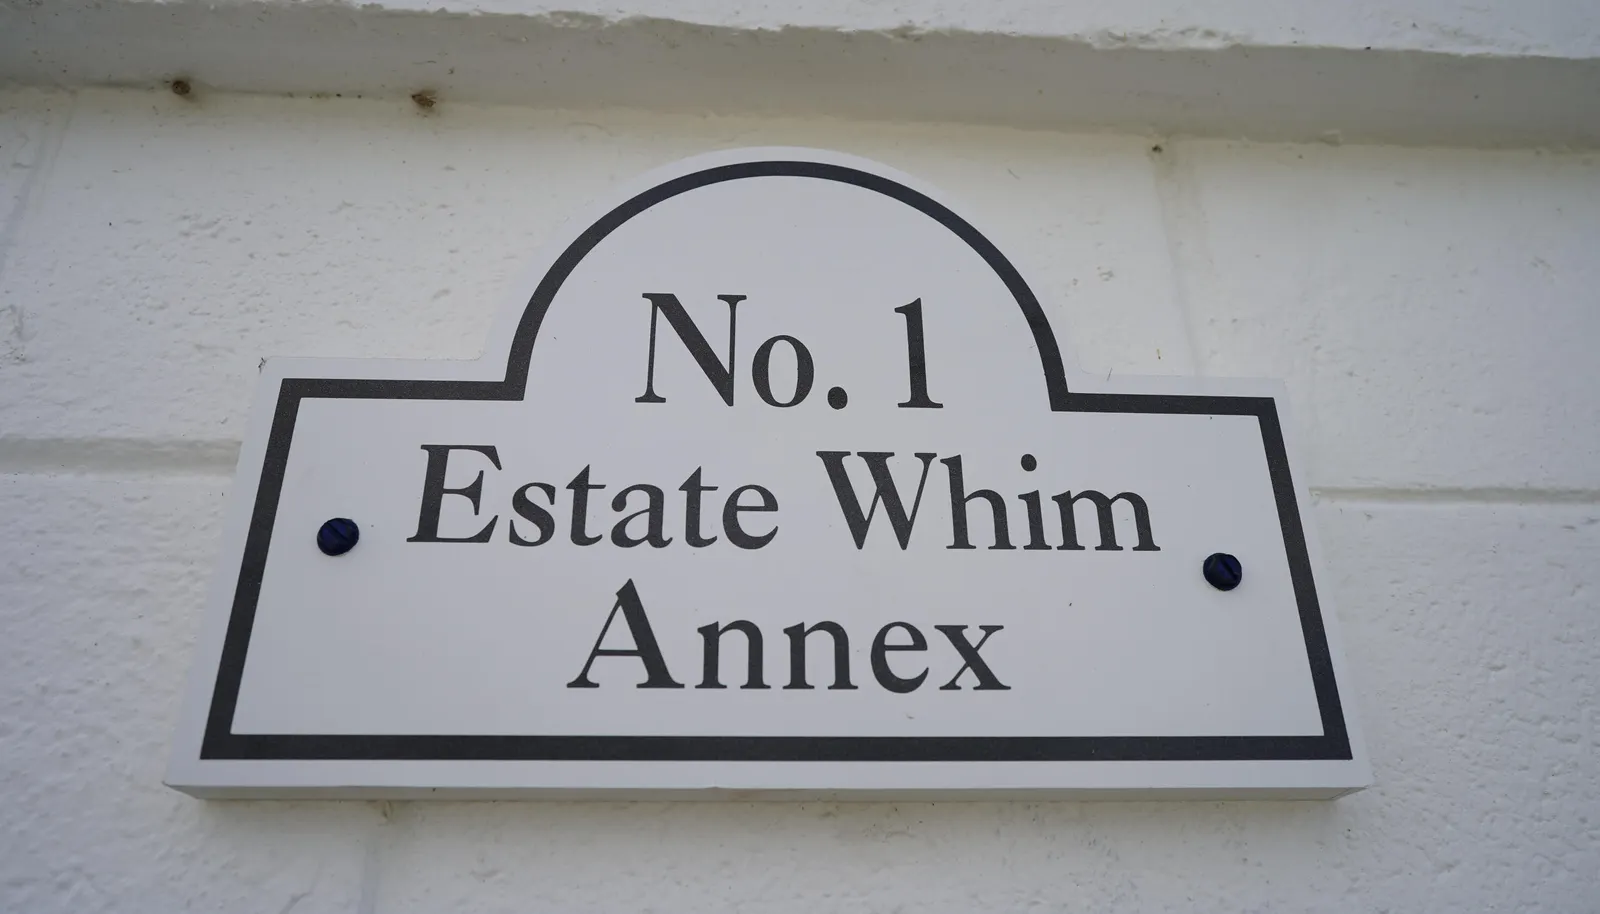 No. 1
Estate Whim
Annex